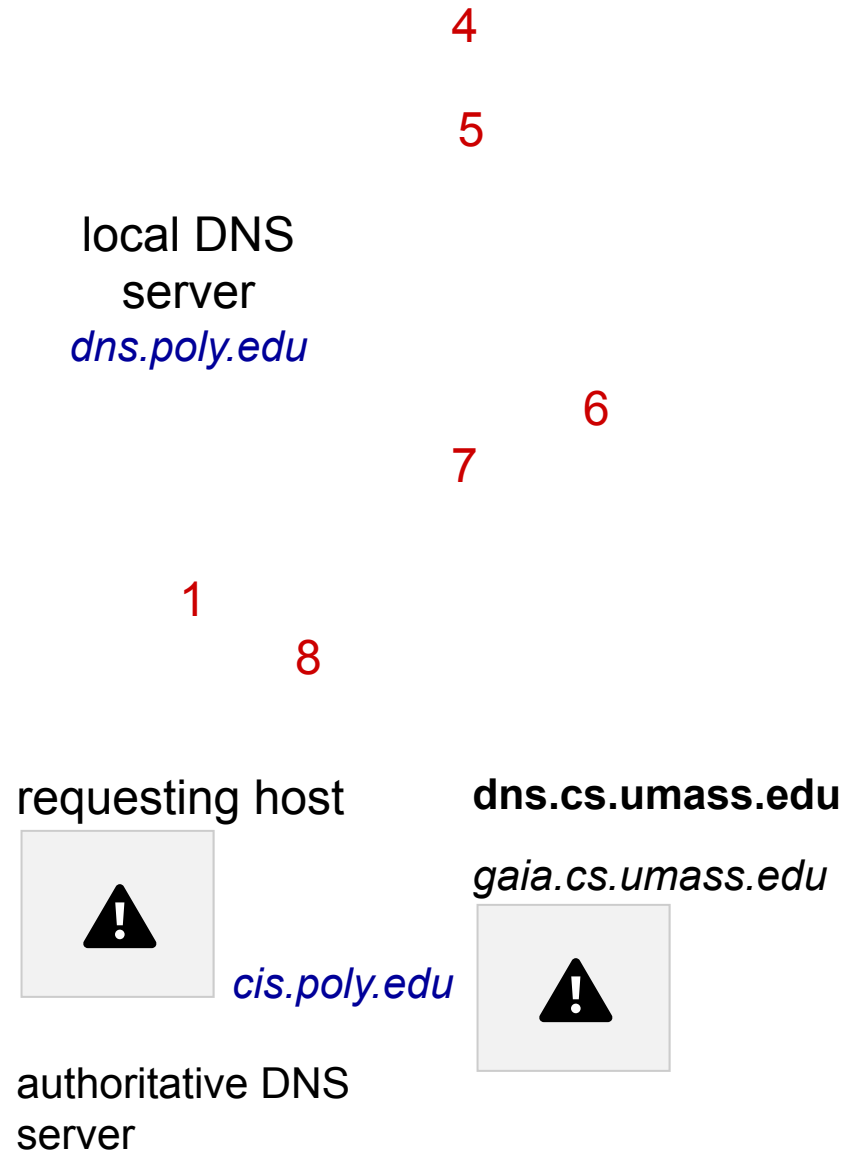 4
5
local DNS
server
dns.poly.edu
6
7
1
8
requesting host
dns.cs.umass.edu
gaia.cs.umass.edu
cis.poly.edu
authoritative DNS
server